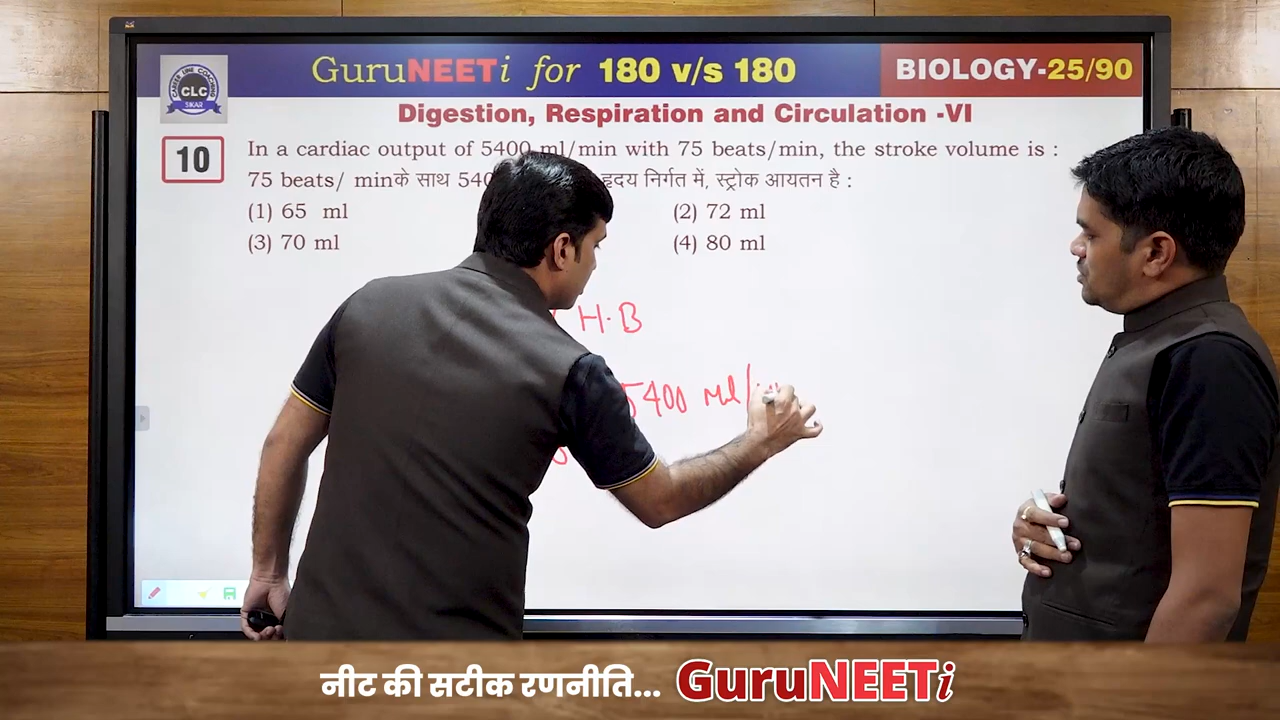 GuruNEETi for 180 v/s 180
BIOLOGY-25/90
CLC
SIKAR
Digestion, Respiration and Circulation -VI
10
In a cardiac output of 5400 ml/min with 75 beats/min, the stroke volume is :
75 beats/ minके साथ 540 हृदय निर्गत में, स्ट्रोक आयतन है :
(1) 65 ml
(2) 72 ml
(3) 70 ml
(4) 80 ml
H.B
5400 ml/
नीट की सटीक रणनीति... GuruNEETi